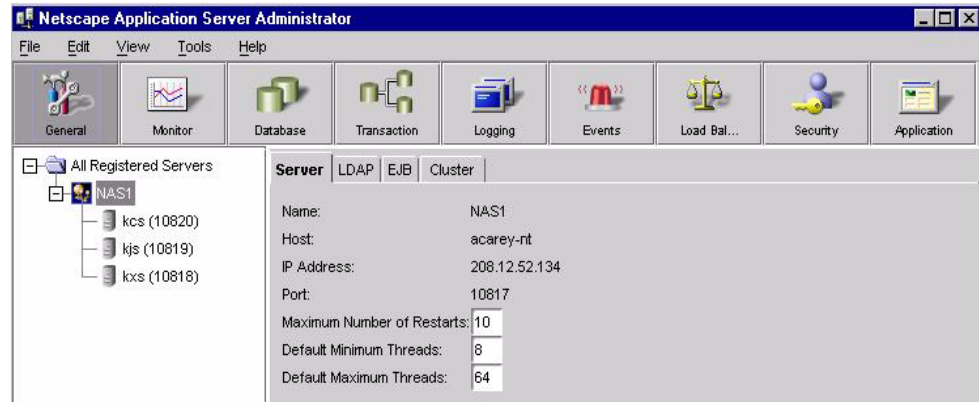 Netscape Application Server Administrator
File Edit View Tools Help
General Monitor Database Transaction Logging Events Load Bal... Security Application
All Registered Servers
NAS1
kcs (10820)
kjs (10819)
kxs (10818)
Server LDAP EJB Cluster
Name: NAS1
Host: acarey-nt
IP Address: 208.12.52.134
Port: 10817
Maximum Number of Restarts: 10
Default Minimum Threads: 8
Default Maximum Threads: 64